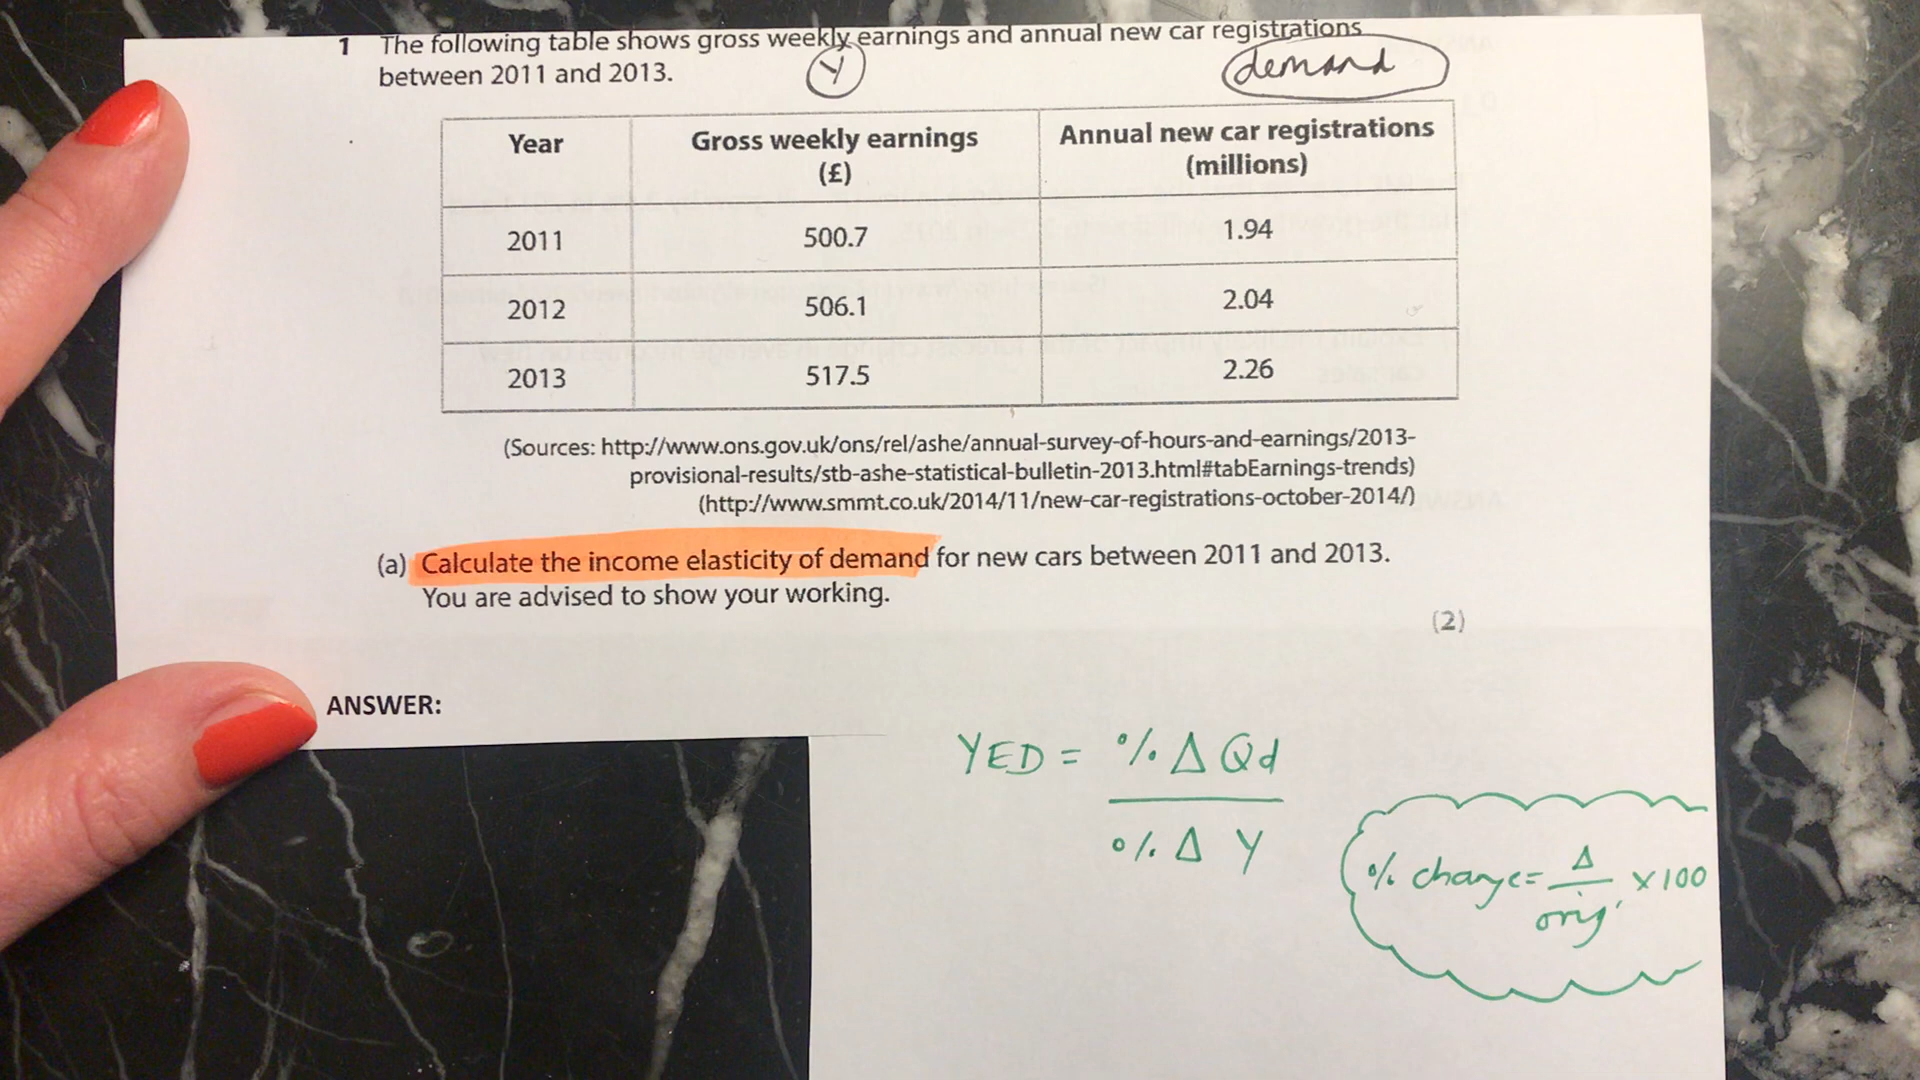 1 The following table shows gross weekly earnings and annual new car registrations
between 2011 and 2013.
Y
demand
Year Gross weekly earnings (£) Annual new car registrations (millions)
2011 500.7 1.94
2012 506.1 2.04
2013 517.5 2.26
(Sources: http://www.ons.gov.uk/ons/rel/ashe/annual-survey-of-hours-and-earnings/2013-
provisional-results/stb-ashe-statistical-bulletin-2013.html#tabEarnings-trends)
(http://www.smmt.co.uk/2014/11/new-car-registrations-october-2014/)
(a) Calculate the income elasticity of demand for new cars between 2011 and 2013.
You are advised to show your working.
(2)
ANSWER:
YED = % Δ Qd
% Δ Y
% change = Δ x 100
orig'